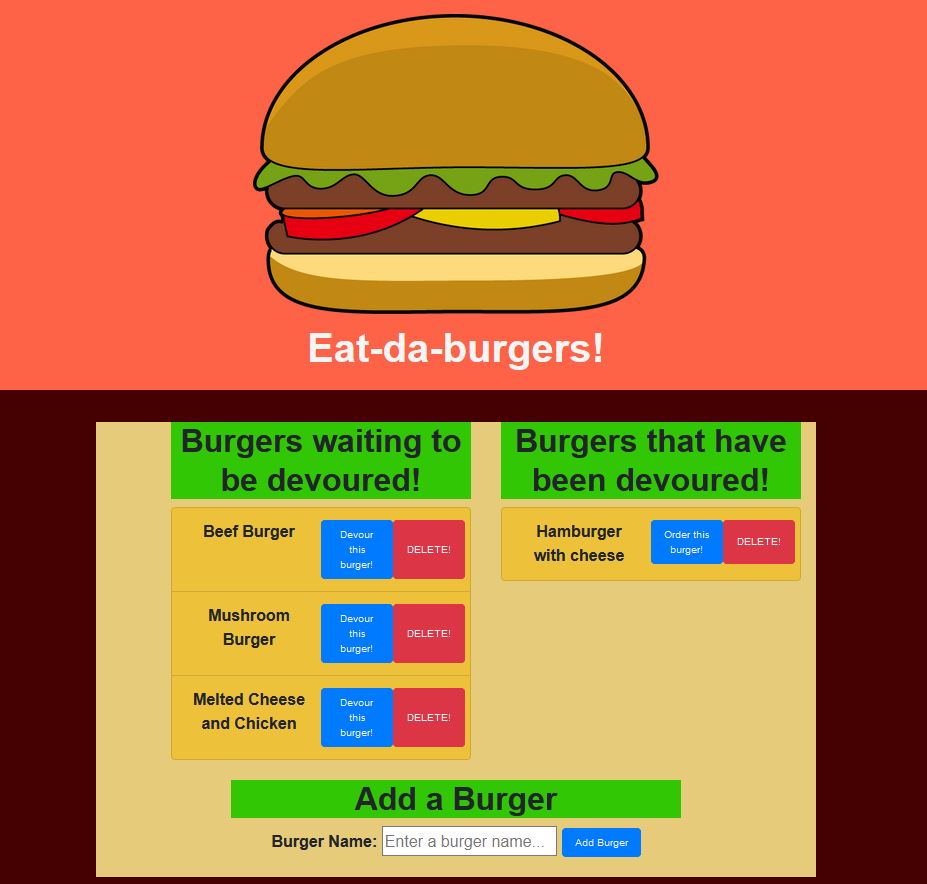 Eat-da-burgers!
Burgers waiting to
be devoured!
Beef Burger
Devour
this
burger!
DELETE!
Mushroom
Burger
Devour
this
burger!
DELETE!
Melted Cheese
and Chicken
Devour
this
burger!
DELETE!
Burgers that have
been devoured!
Hamburger
with cheese
Order this
burger!
DELETE!
Add a Burger
Burger Name: Enter a burger name... Add Burger